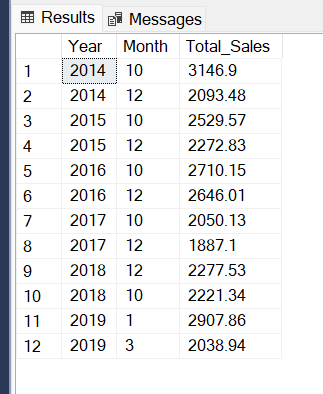 Results Messages
Year Month Total_Sales
1 2014 10 3146.9
2 2014 12 2093.48
3 2015 10 2529.57
4 2015 12 2272.83
5 2016 10 2710.15
6 2016 12 2646.01
7 2017 10 2050.13
8 2017 12 1887.1
9 2018 12 2277.53
10 2018 10 2221.34
11 2019 1 2907.86
12 2019 3 2038.94